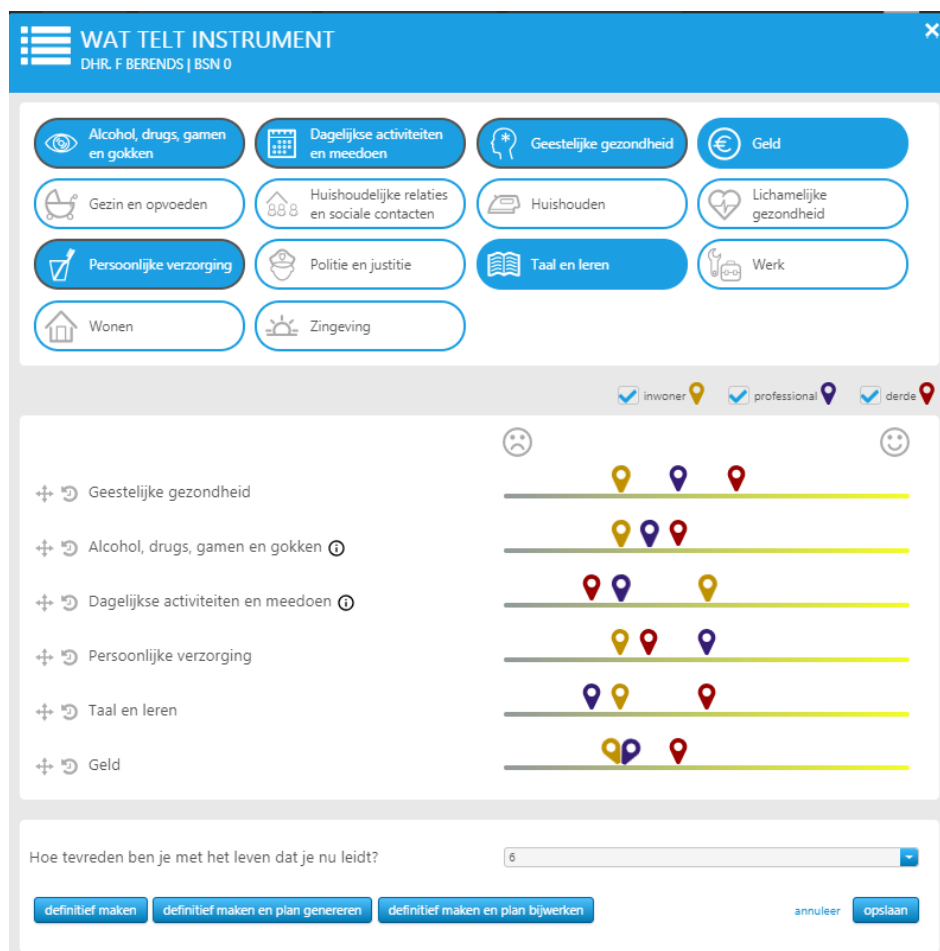 WAT TELT INSTRUMENT
DHR. F BERENDS | BSN 0
Alcohol, drugs, gamen
en gokken
Dagelijkse activiteiten
en meedoen
Geestelijke gezondheid
Geld
Gezin en opvoeden
Huishoudelijke relaties
en sociale contacten
Huishouden
Lichamelijke
gezondheid
Persoonlijke verzorging
Politie en justitie
Taal en leren
Werk
Wonen
Zingeving
inwoner
professional
derde
Geestelijke gezondheid
Alcohol, drugs, gamen en gokken
Dagelijkse activiteiten en meedoen
Persoonlijke verzorging
Taal en leren
Geld
Hoe tevreden ben je met het leven dat je nu leidt?
6
definitief maken
definitief maken en plan genereren
definitief maken en plan bijwerken
annuleer
opslaan